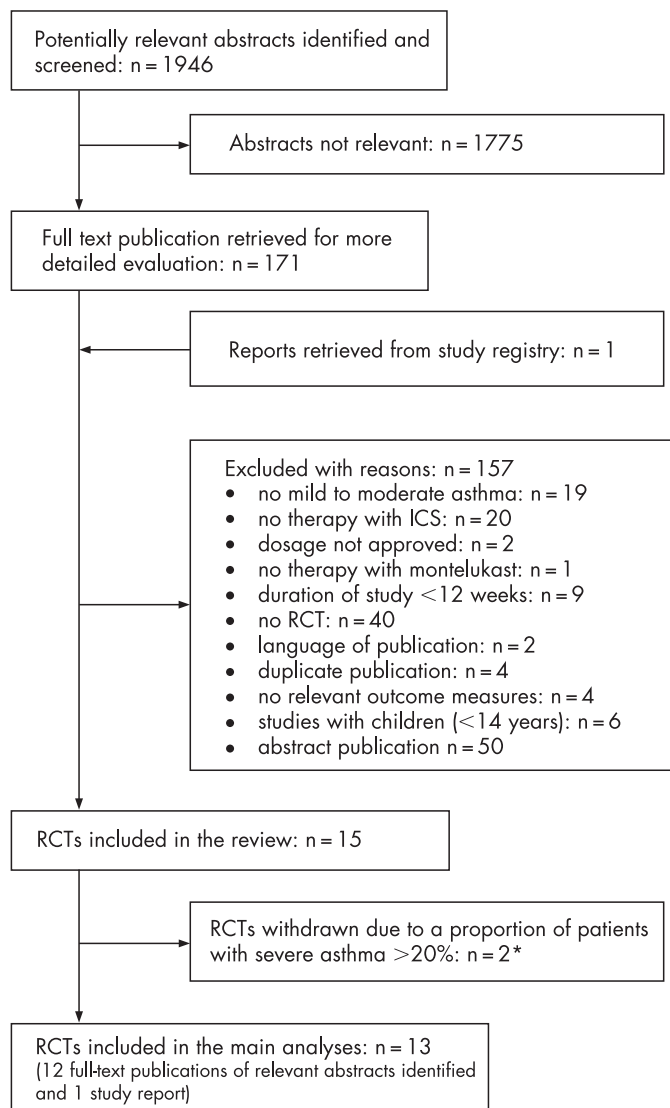 Potentially relevant abstracts identified and
screened: n = 1946
Abstracts not relevant: n = 1775
Full text publication retrieved for more
detailed evaluation: n = 171
Reports retrieved from study registry: n = 1
Excluded with reasons: n = 157
• no mild to moderate asthma: n = 19
• no therapy with ICS: n = 20
• dosage not approved: n = 2
• no therapy with montelukast: n = 1
• duration of study <12 weeks: n = 9
• no RCT: n = 40
• language of publication: n = 2
• duplicate publication: n = 4
• no relevant outcome measures: n = 4
• studies with children (<14 years): n = 6
• abstract publication n = 50
RCTs included in the review: n = 15
RCTs withdrawn due to a proportion of patients
with severe asthma >20%: n = 2*
RCTs included in the main analyses: n = 13
(12 full-text publications of relevant abstracts identified
and 1 study report)